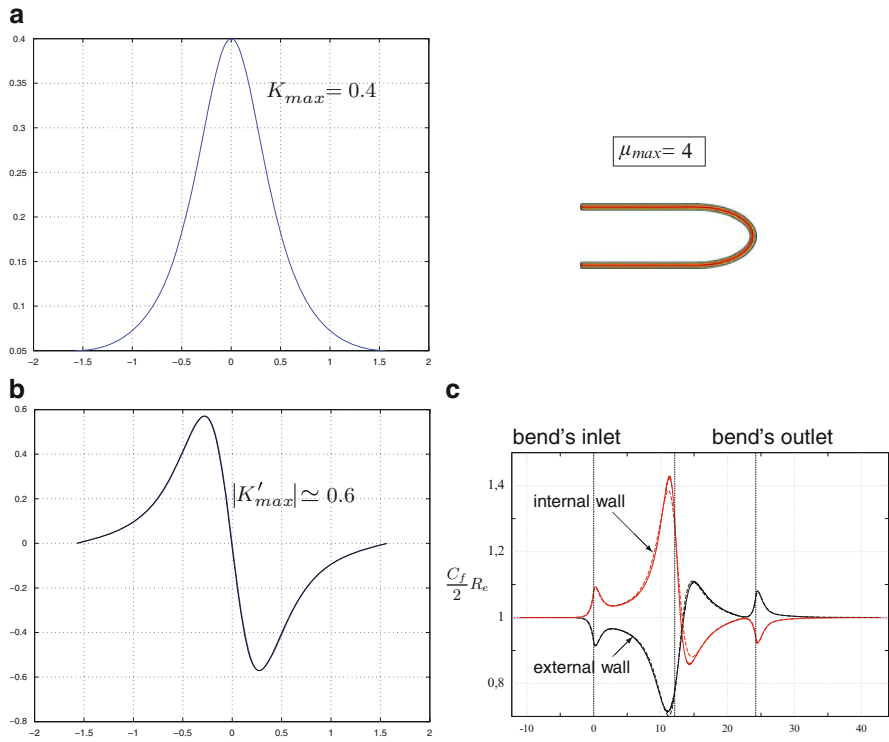 a
0.4
0.35
0.3
0.25
0.2
0.15
0.1
0.05
−2 −1.5 −1 −0.5 0 0.5 1 1.5 2
K_max = 0.4
μ_max = 4
b
0.6
0.4
0.2
0
−0.2
−0.4
−0.6
−0.8
−2 −1.5 −1 −0.5 0 0.5 1 1.5 2
|K′_max| ≃ 0.6
c
bend's inlet bend's outlet
1,4
1,2
1
0,8
C_f/2 R_e
internal wall
external wall
-10 0 10 20 30 40